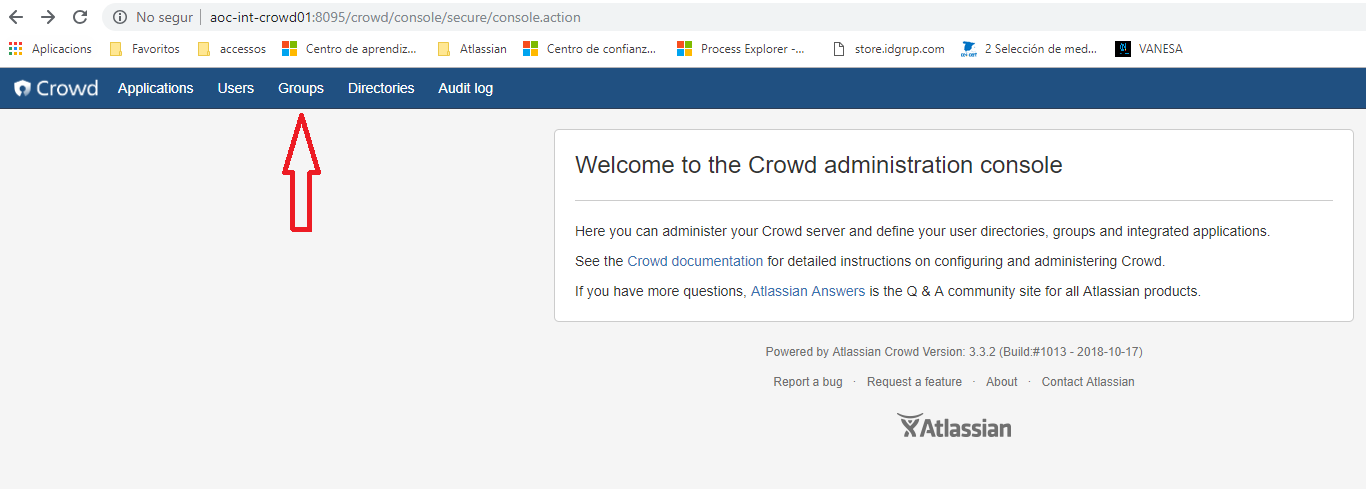 No segur aoc-int-crowd01:8095/crowd/console/secure/console.action
Aplicacions Favoritos accessos Centro de aprendiz... Atlassian Centro de confianz... Process Explorer -... store.idgrup.com 2 Selección de med... VANESA
Crowd Applications Users Groups Directories Audit log
Welcome to the Crowd administration console
Here you can administer your Crowd server and define your user directories, groups and integrated applications.
See the Crowd documentation for detailed instructions on configuring and administering Crowd.
If you have more questions, Atlassian Answers is the Q & A community site for all Atlassian products.
Powered by Atlassian Crowd Version: 3.3.2 (Build:#1013 - 2018-10-17)
Report a bug · Request a feature · About · Contact Atlassian
Atlassian